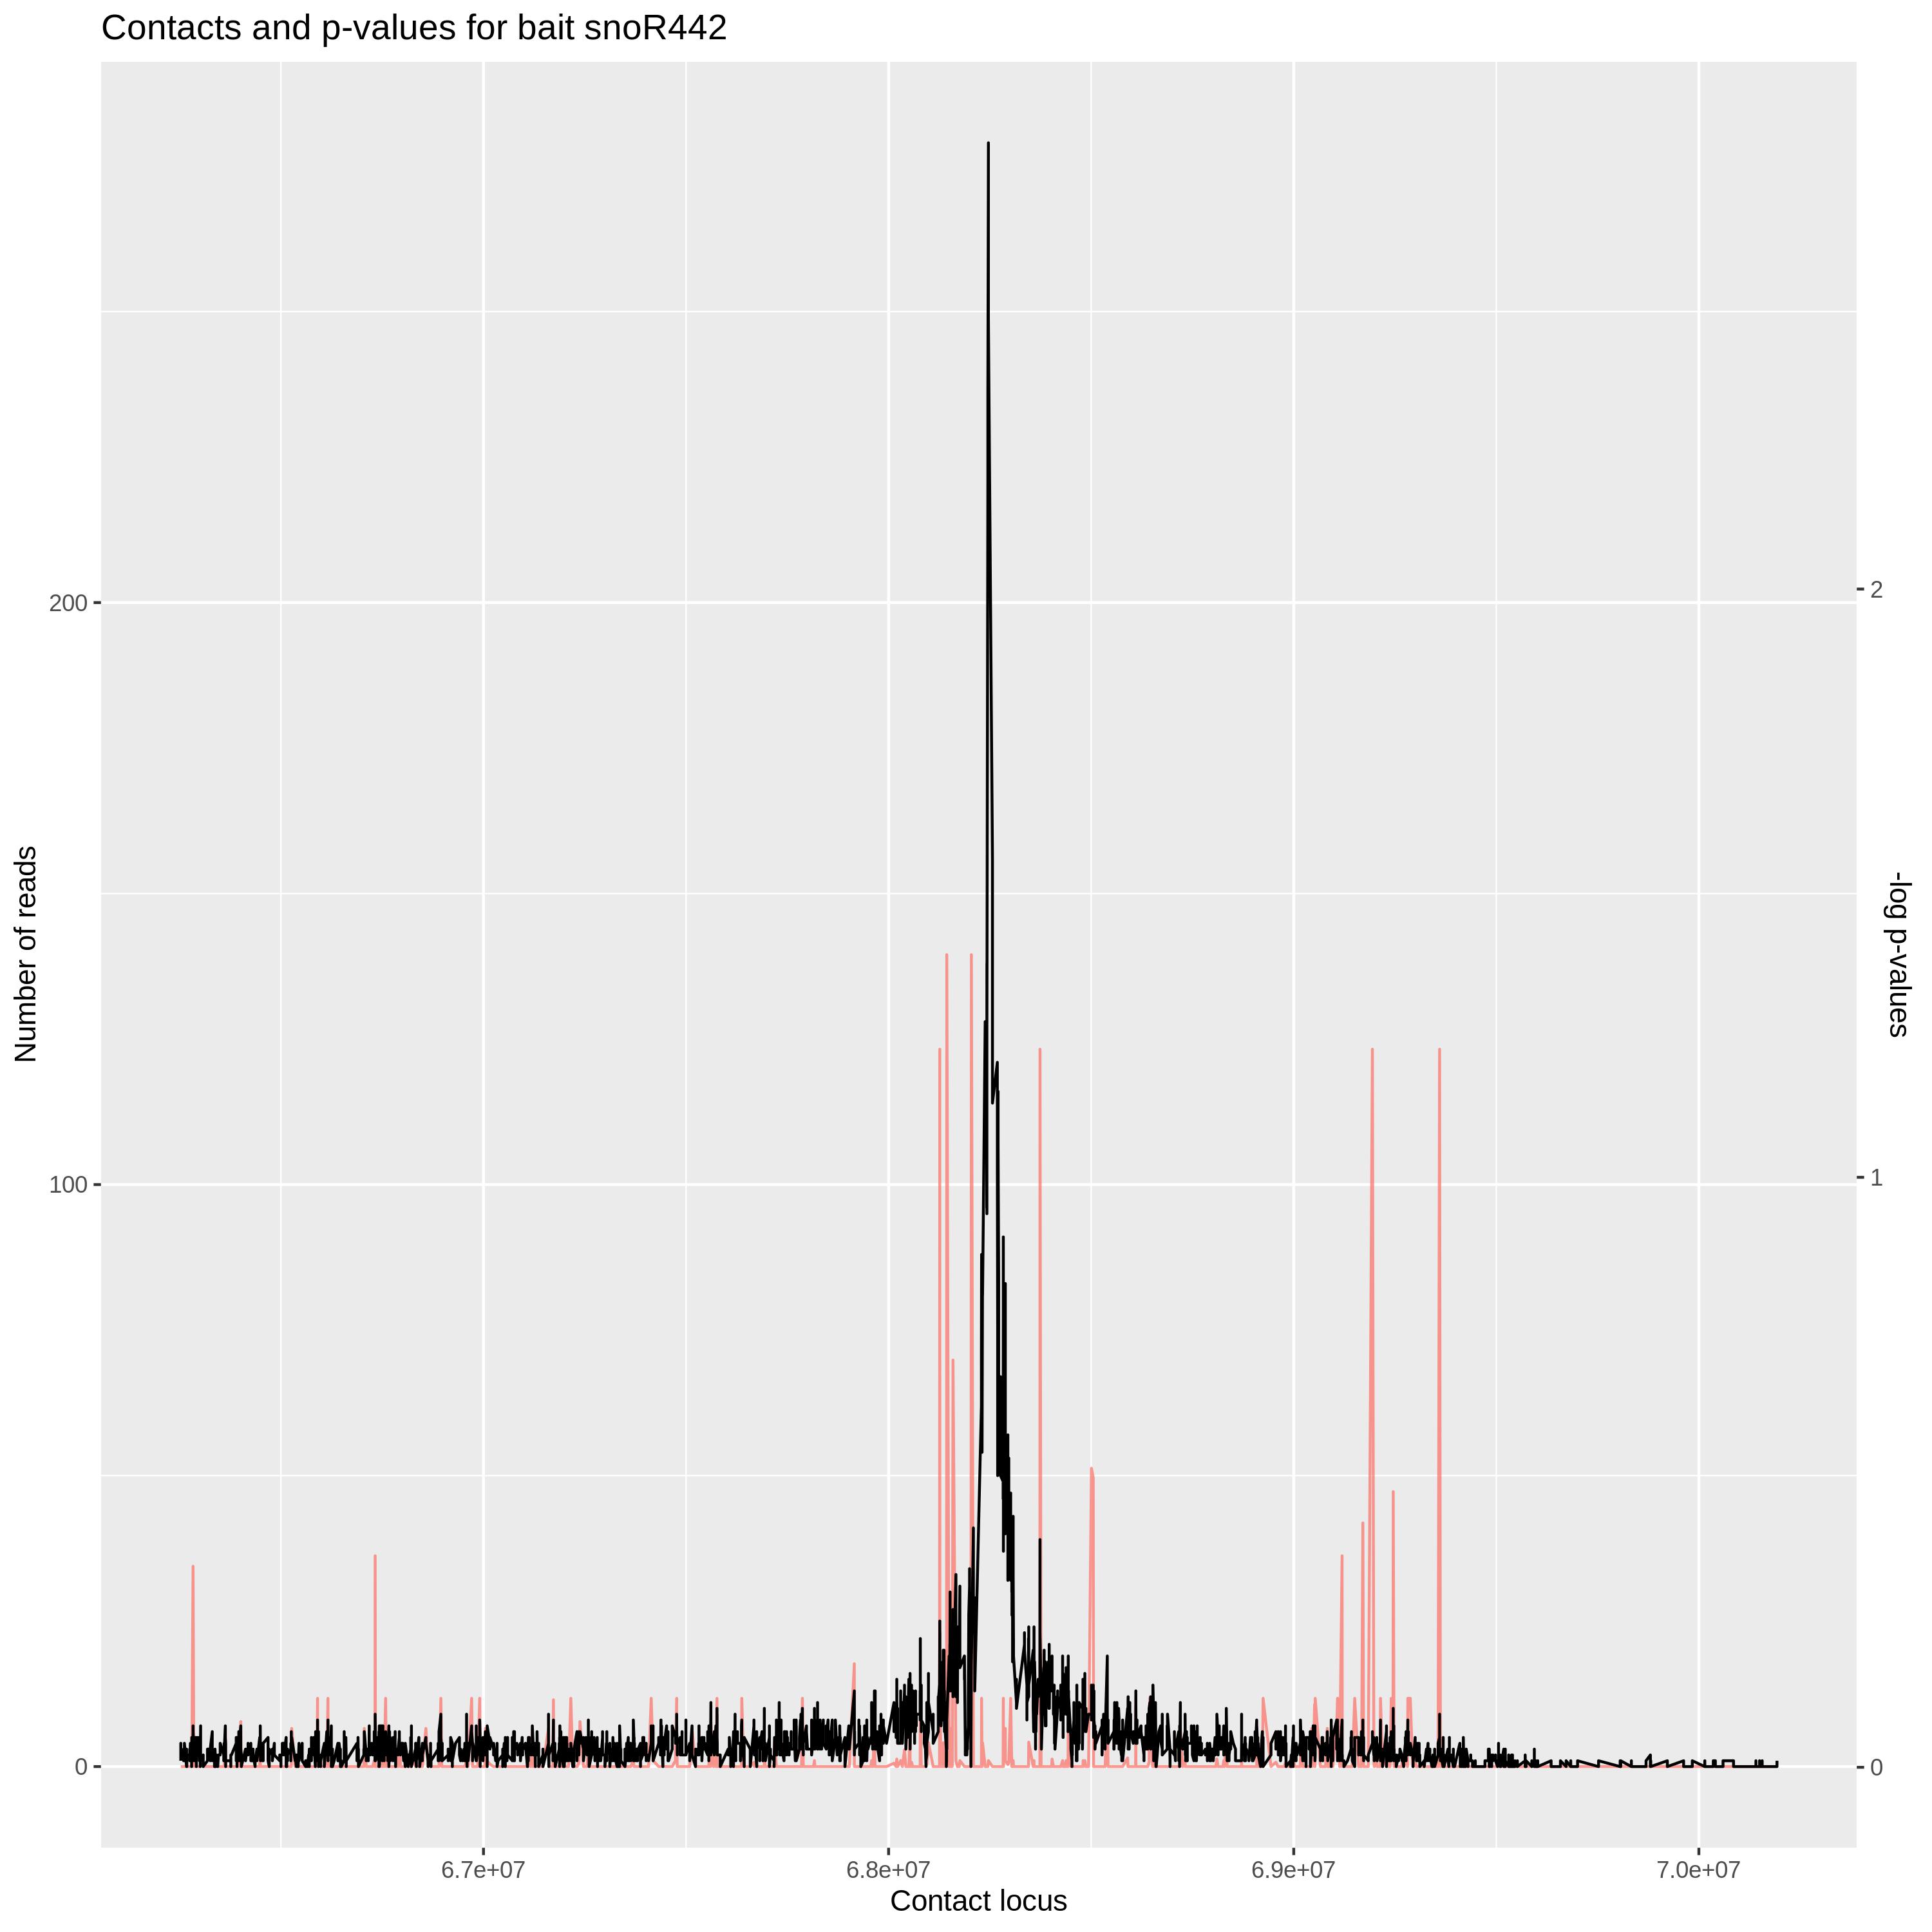 Contacts and p-values for bait snoR442
Number of reads
200
100
0
2
1
0
-log p-values
6.7e+07
6.8e+07
6.9e+07
7.0e+07
Contact locus